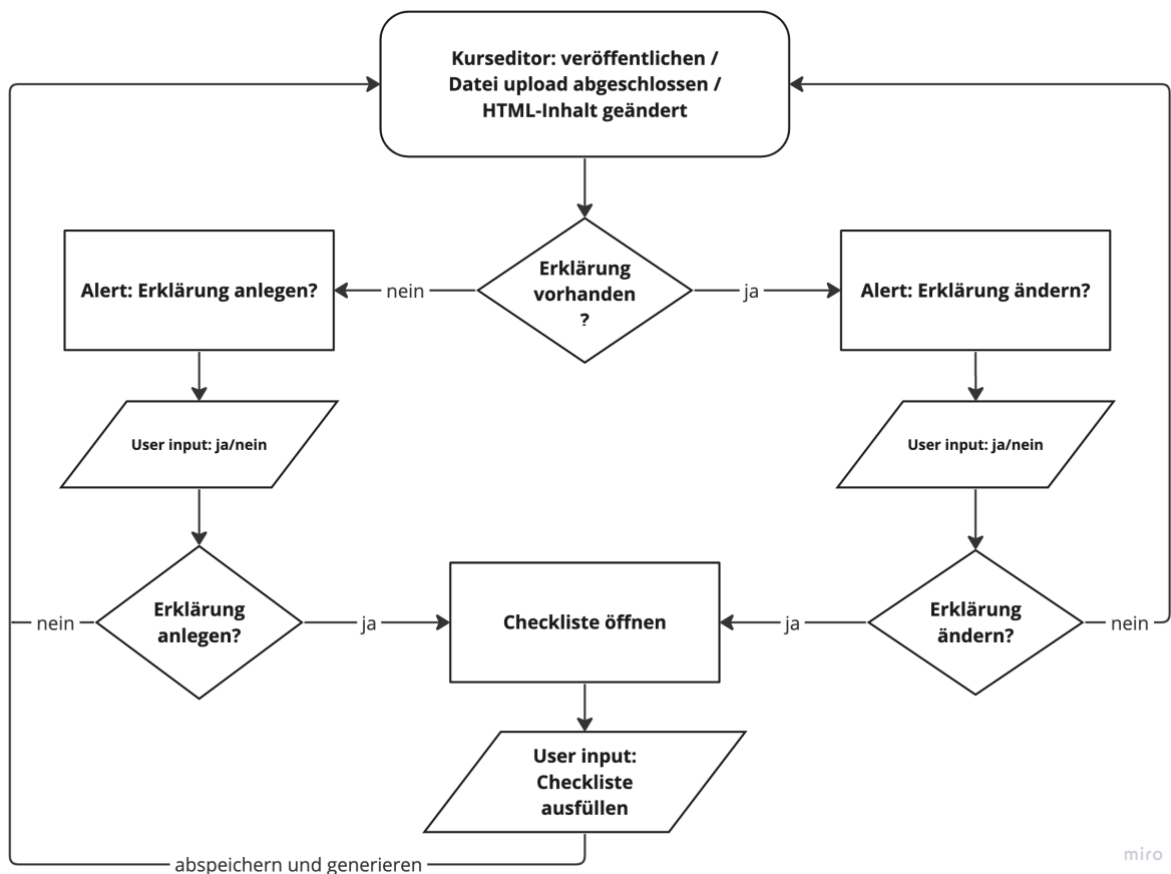 Kurseditor: veröffentlichen /
Datei upload abgeschlossen /
HTML-Inhalt geändert
Erklärung
vorhanden
?
nein
ja
Alert: Erklärung anlegen?
Alert: Erklärung ändern?
User input: ja/nein
User input: ja/nein
nein
Erklärung
anlegen?
ja
Checkliste öffnen
ja
Erklärung
ändern?
nein
User input:
Checkliste
ausfüllen
abspeichern und generieren
miro